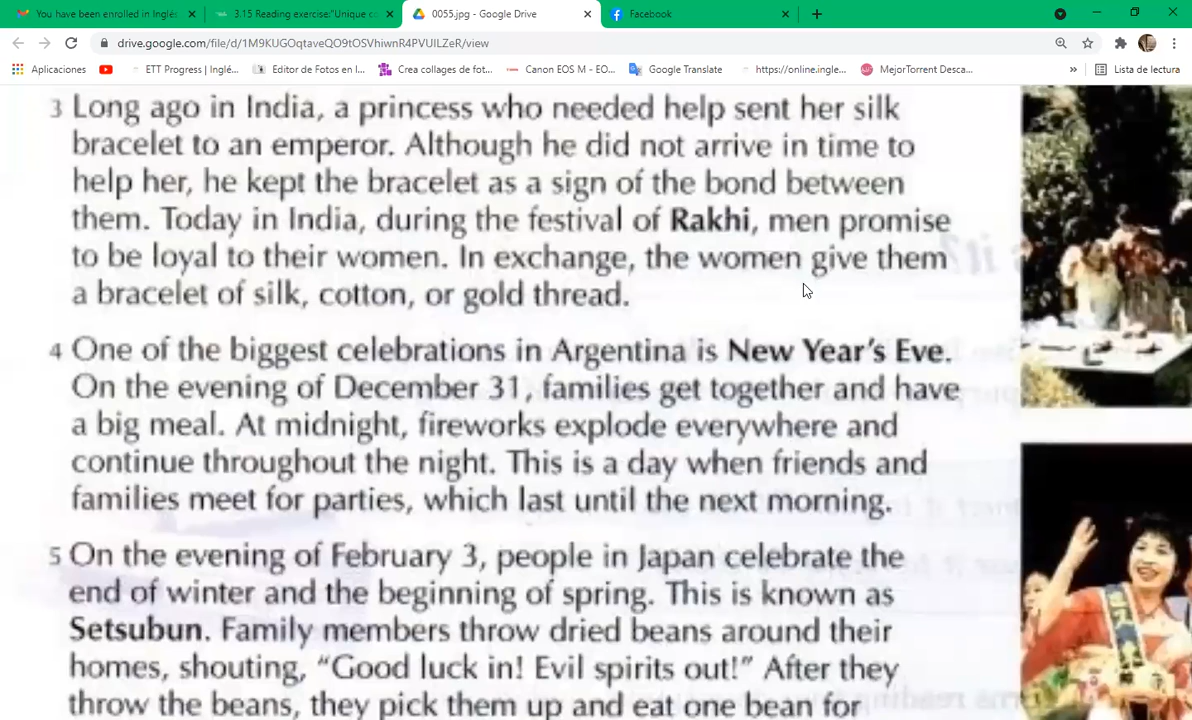 You have been enrolled in Inglés
3.15 Reading exercise:"Unique c
0055.jpg - Google Drive
Facebook
drive.google.com/file/d/1M9KUGOqtaveQO9tOSVhiwnR4PVUILZeR/view
Aplicaciones
ETT Progress | Inglé...
Editor de Fotos en l...
Crea collages de fot...
Canon EOS M - EO...
Google Translate
https://online.ingle...
MejorTorrent Desca...
»
Lista de lectura
3 Long ago in India, a princess who needed help sent her silk
bracelet to an emperor. Although he did not arrive in time to
help her, he kept the bracelet as a sign of the bond between
them. Today in India, during the festival of Rakhi, men promise
to be loyal to their women. In exchange, the women give them
a bracelet of silk, cotton, or gold thread.
4 One of the biggest celebrations in Argentina is New Year's Eve.
On the evening of December 31, families get together and have
a big meal. At midnight, fireworks explode everywhere and
continue throughout the night. This is a day when friends and
families meet for parties, which last until the next morning.
5 On the evening of February 3, people in Japan celebrate the
end of winter and the beginning of spring. This is known as
Setsubun. Family members throw dried beans around their
homes, shouting, "Good luck in! Evil spirits out!" After they
throw the beans, they pick them up and eat one bean for